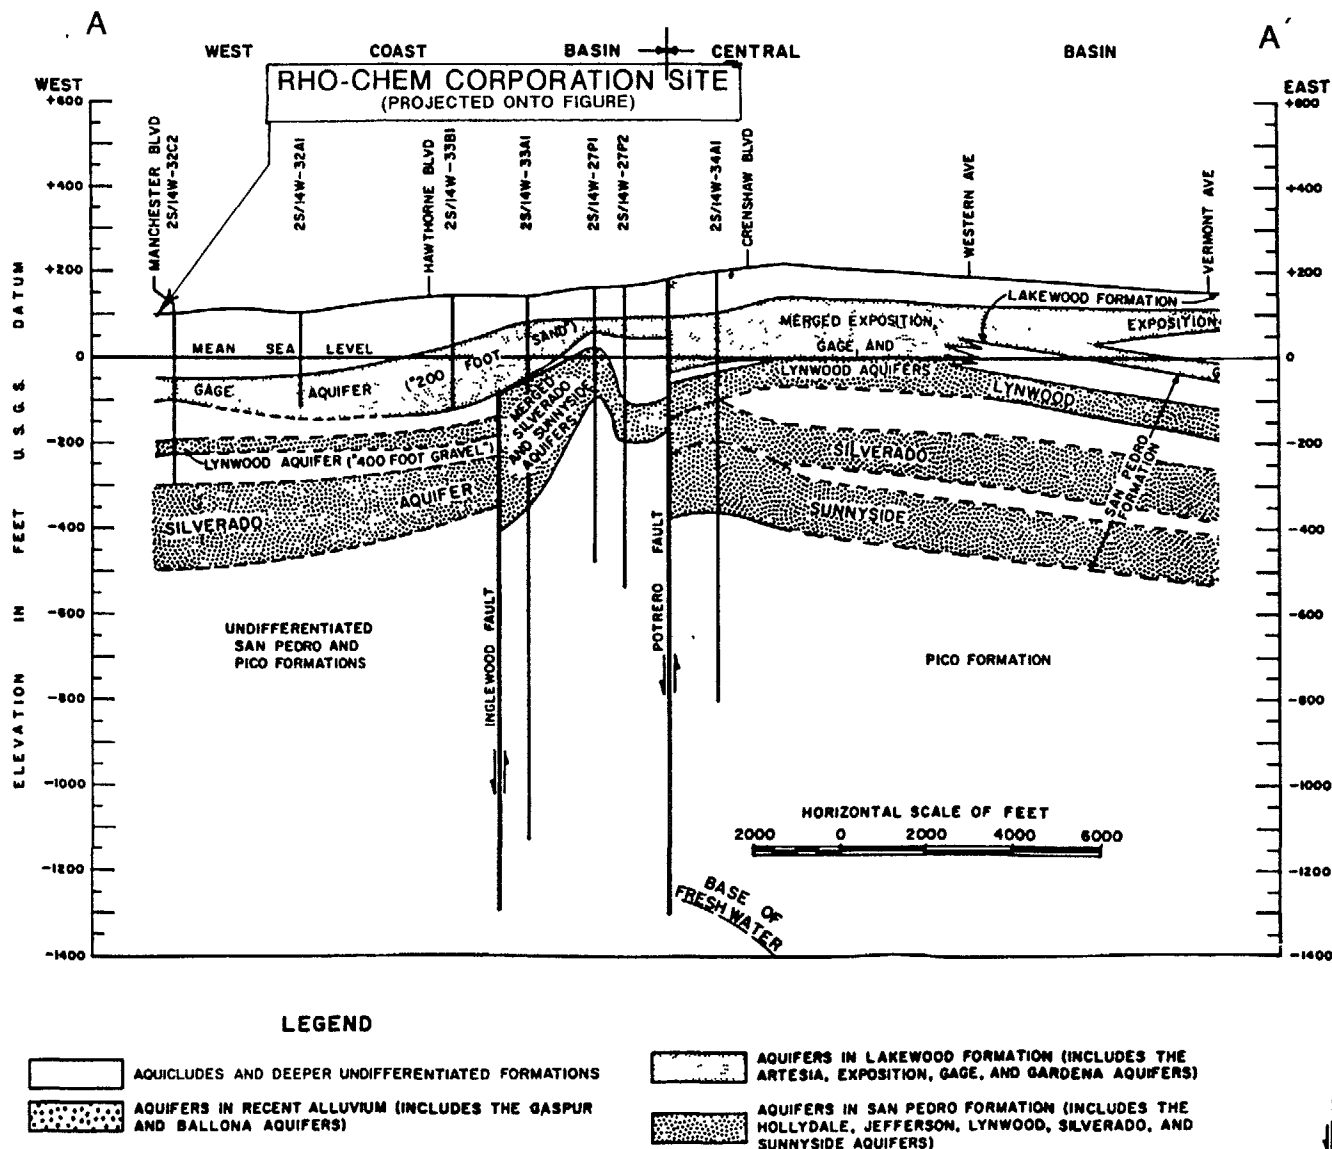 A
A´
WEST COAST BASIN CENTRAL BASIN
WEST
EAST
RHO-CHEM CORPORATION SITE
(PROJECTED ONTO FIGURE)
MANCHESTER BLVD
2S/14W-32C2
2S/14W-32A1
HAWTHORNE BLVD
2S/14W-33B1
2S/14W-33A1
2S/14W-27P1
2S/14W-27P2
2S/14W-34A1
CRENSHAW BLVD
WESTERN AVE
VERMONT AVE
+600
+400
+200
0
-200
-400
-600
-800
-1000
-1200
-1400
+600
+400
+200
0
-200
-400
-600
-800
-1000
-1200
-1400
ELEVATION IN FEET U.S.G.S. DATUM
MEAN SEA LEVEL
GAGE AQUIFER ("200 FOOT SAND")
LYNWOOD AQUIFER ("400 FOOT GRAVEL")
SILVERADO AQUIFER
MERGED
SILVERADO
AND SUNNYSIDE
AQUIFERS
MERGED EXPOSITION
GAGE AND
LYNWOOD AQUIFERS
LAKEWOOD FORMATION
EXPOSITION
G
LYNWOOD
SILVERADO
SUNNYSIDE
SAN PEDRO
FORMATION
UNDIFFERENTIATED
SAN PEDRO AND
PICO FORMATIONS
INGLEWOOD FAULT
POTRERO FAULT
PICO FORMATION
HORIZONTAL SCALE OF FEET
2000 0 2000 4000 6000
BASE OF
FRESH WATER
LEGEND
AQUICLUDES AND DEEPER UNDIFFERENTIATED FORMATIONS
AQUIFERS IN RECENT ALLUVIUM (INCLUDES THE GASPUR
AND BALLONA AQUIFERS)
AQUIFERS IN LAKEWOOD FORMATION (INCLUDES THE
ARTESIA, EXPOSITION, GAGE, AND GARDENA AQUIFERS)
AQUIFERS IN SAN PEDRO FORMATION (INCLUDES THE
HOLLYDALE, JEFFERSON, LYNWOOD, SILVERADO, AND
SUNNYSIDE AQUIFERS)